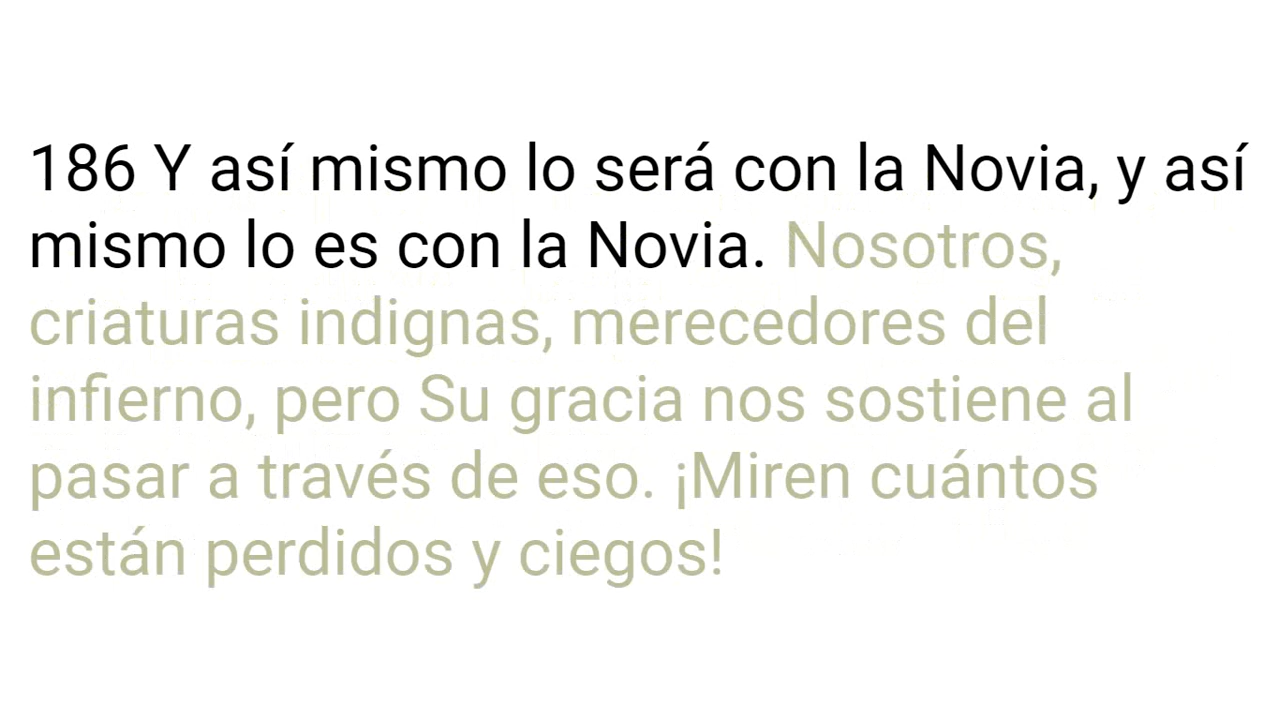 186 Y así mismo lo será con la Novia, y así
mismo lo es con la Novia. Nosotros,
criaturas indignas, merecedores del
infierno, pero Su gracia nos sostiene al
pasar a través de eso. ¡Miren cuántos
están perdidos y ciegos!